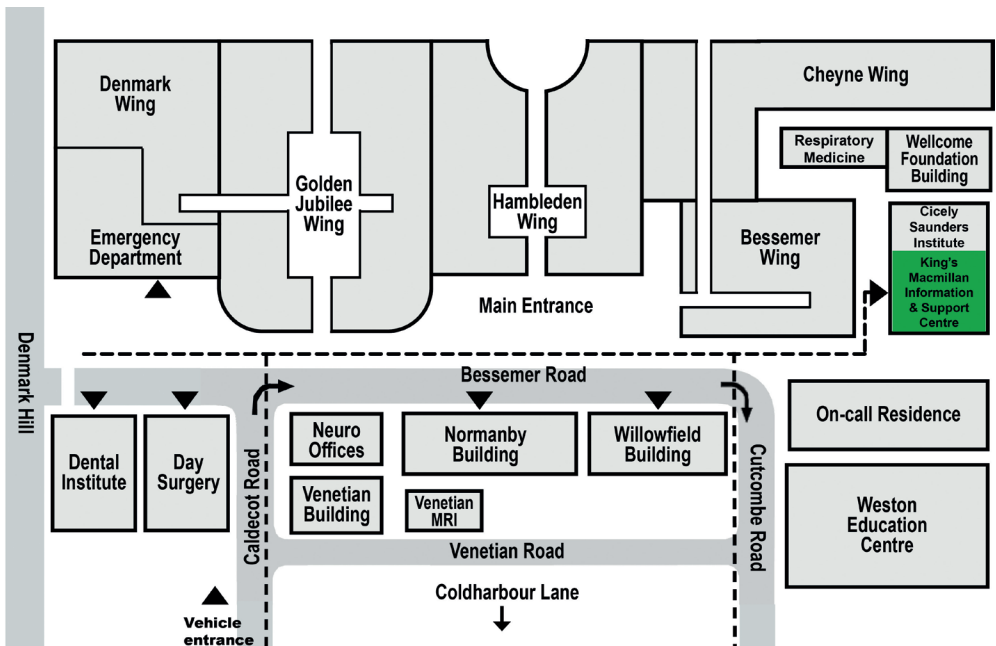 Denmark
Wing
Cheyne Wing
Respiratory
Medicine
Wellcome
Foundation
Building
Golden
Jubilee
Wing
Hambleden
Wing
Emergency
Department
Bessemer
Wing
Cicely
Saunders
Institute
King's
Macmillan
Information
& Support
Centre
Main Entrance
Denmark Hill
Bessemer Road
Dental
Institute
Day
Surgery
Caldecot Road
Neuro
Offices
Normanby
Building
Willowfield
Building
Venetian
Building
Venetian
MRI
Cutcombe Road
On-call Residence
Weston
Education
Centre
Venetian Road
Coldharbour Lane
Vehicle
entrance